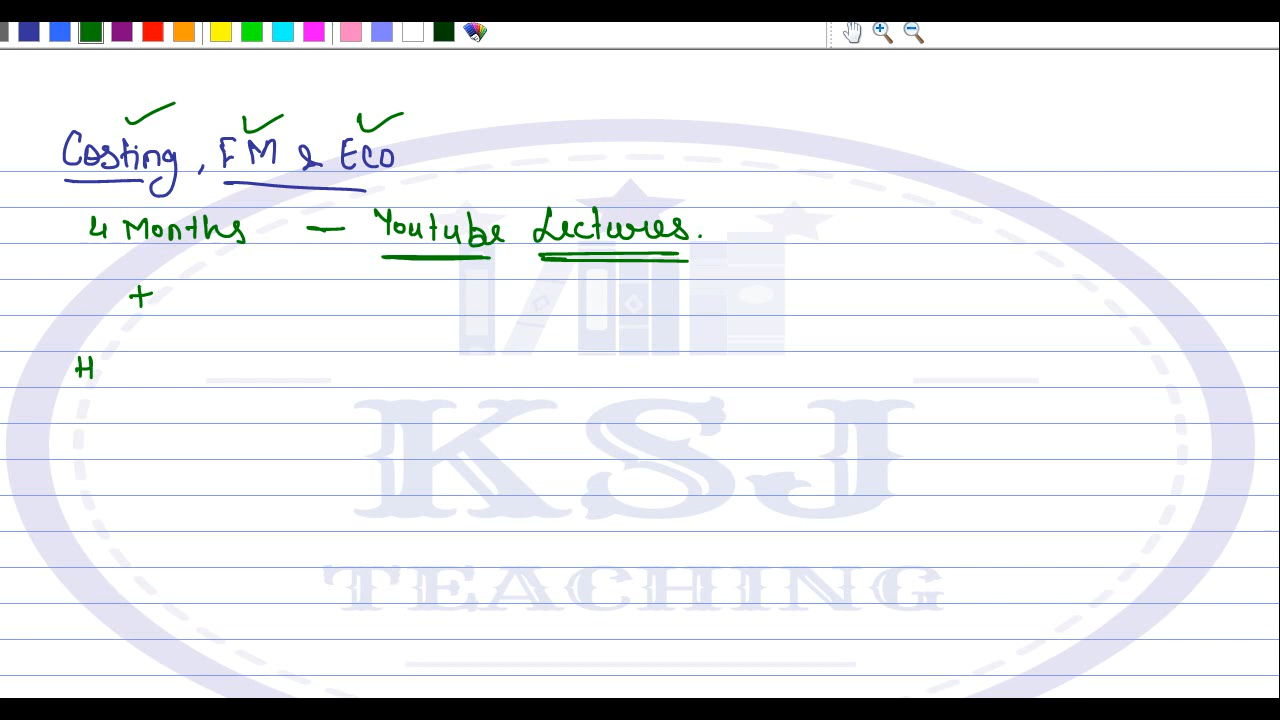 Costing, FM & Eco
4 Months — Youtube Lectures.
+
H
KSJ
TEACHING